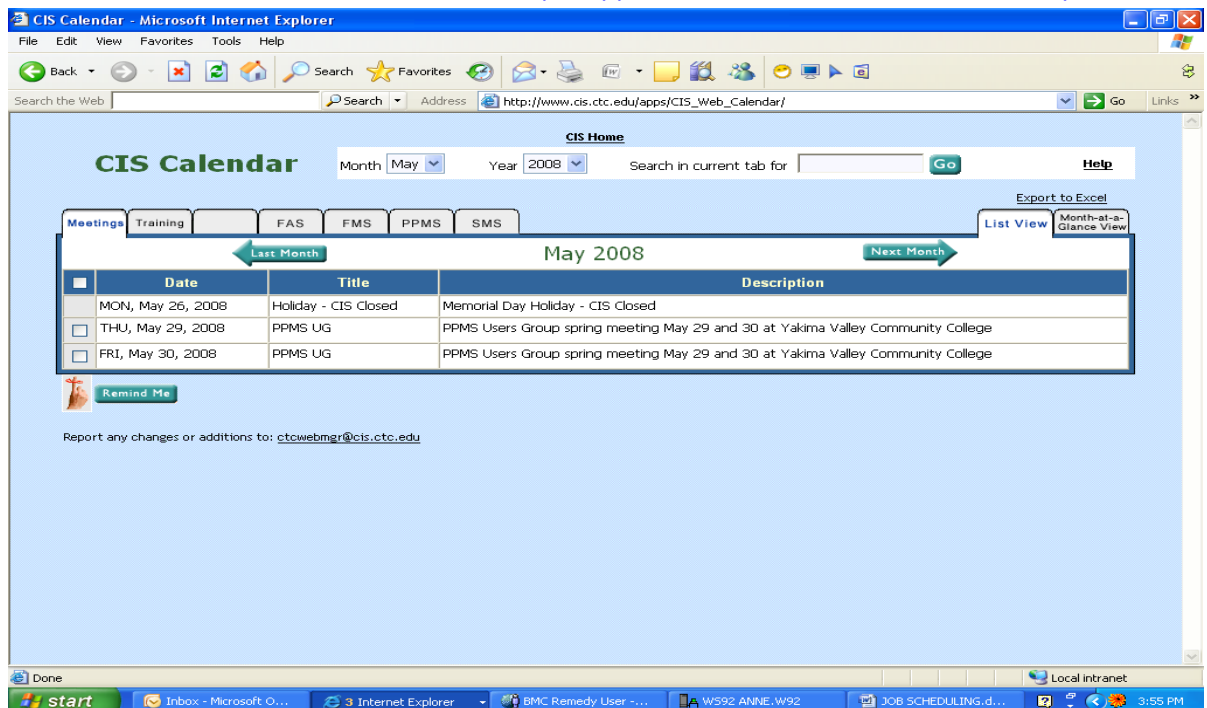 CIS Calendar - Microsoft Internet Explorer
File Edit View Favorites Tools Help
Back Search Favorites
Search the Web Search Address http://www.cis.ctc.edu/apps/CIS_Web_Calendar/ Go Links »
CIS Home
CIS Calendar Month May Year 2008 Search in current tab for Go Help
Export to Excel
Meetings Training FAS FMS PPMS SMS List View Month-at-a-
Glance View
Last Month May 2008 Next Month
Date Title Description
MON, May 26, 2008 Holiday - CIS Closed Memorial Day Holiday - CIS Closed
THU, May 29, 2008 PPMS UG PPMS Users Group spring meeting May 29 and 30 at Yakima Valley Community College
FRI, May 30, 2008 PPMS UG PPMS Users Group spring meeting May 29 and 30 at Yakima Valley Community College
Remind Me
Report any changes or additions to: ctcwebmgr@cis.ctc.edu
Done Local intranet
start Inbox - Microsoft O... 3 Internet Explorer BMC Remedy User -... WS92 ANNE.W92 JOB SCHEDULING.d... 3:55 PM